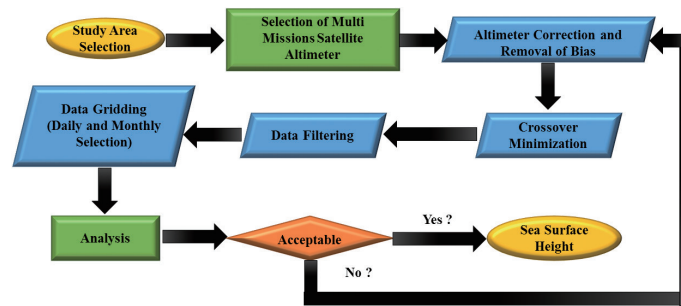 Study Area
Selection
Selection of Multi
Missions Satellite
Altimeter
Altimeter Correction and
Removal of Bias
Crossover
Minimization
Data Filtering
Data Gridding
(Daily and Monthly
Selection)
Analysis
Acceptable
Yes ?
Sea Surface
Height
No ?